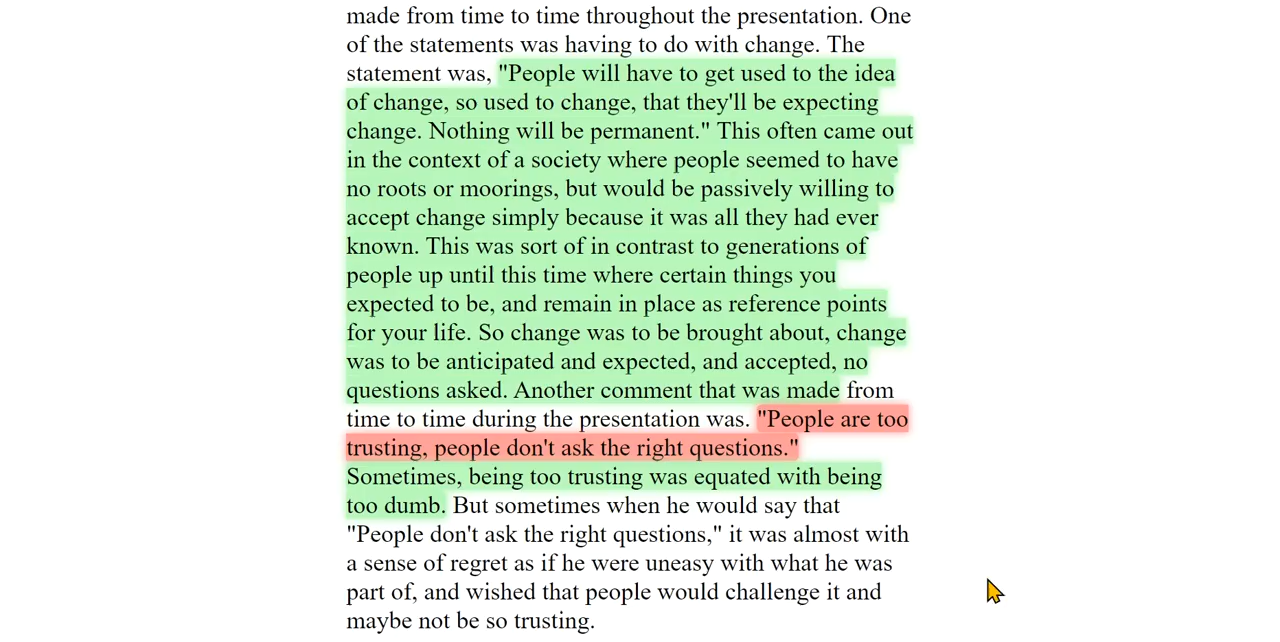 made from time to time throughout the presentation. One
of the statements was having to do with change. The
statement was, "People will have to get used to the idea
of change, so used to change, that they'll be expecting
change. Nothing will be permanent." This often came out
in the context of a society where people seemed to have
no roots or moorings, but would be passively willing to
accept change simply because it was all they had ever
known. This was sort of in contrast to generations of
people up until this time where certain things you
expected to be, and remain in place as reference points
for your life. So change was to be brought about, change
was to be anticipated and expected, and accepted, no
questions asked. Another comment that was made from
time to time during the presentation was. "People are too
trusting, people don't ask the right questions."
Sometimes, being too trusting was equated with being
too dumb. But sometimes when he would say that
"People don't ask the right questions," it was almost with
a sense of regret as if he were uneasy with what he was
part of, and wished that people would challenge it and
maybe not be so trusting.